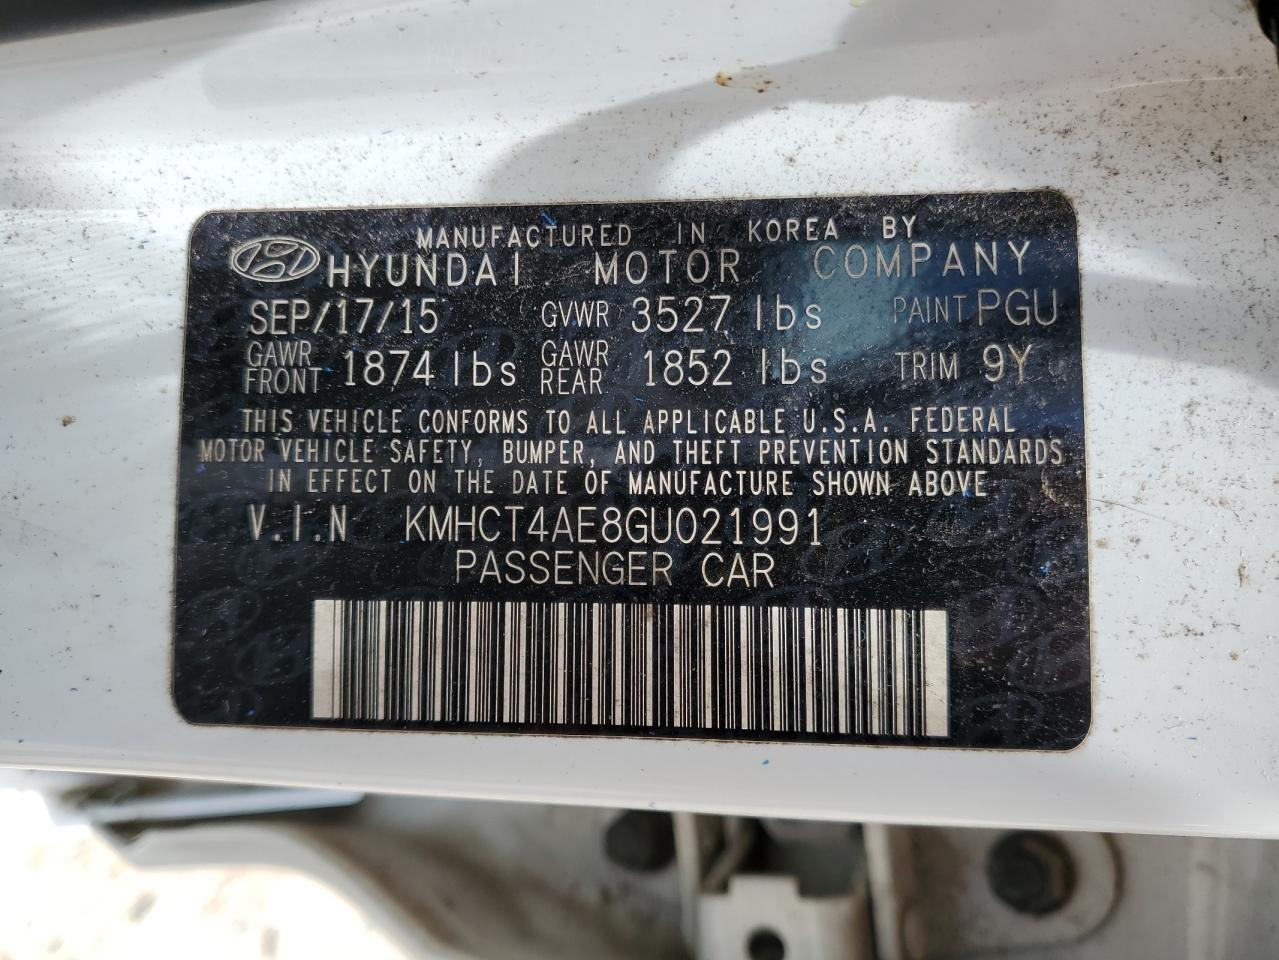 MANUFACTURED IN KOREA BY
HYUNDAI MOTOR COMPANY
SEP/17/15 GVWR 3527 lbs PAINT PGU
GAWR FRONT 1874 lbs GAWR REAR 1852 lbs TRIM 9Y
THIS VEHICLE CONFORMS TO ALL APPLICABLE U.S.A. FEDERAL
MOTOR VEHICLE SAFETY, BUMPER, AND THEFT PREVENTION STANDARDS
IN EFFECT ON THE DATE OF MANUFACTURE SHOWN ABOVE
V.I.N KMHCT4AE8GU021991
PASSENGER CAR